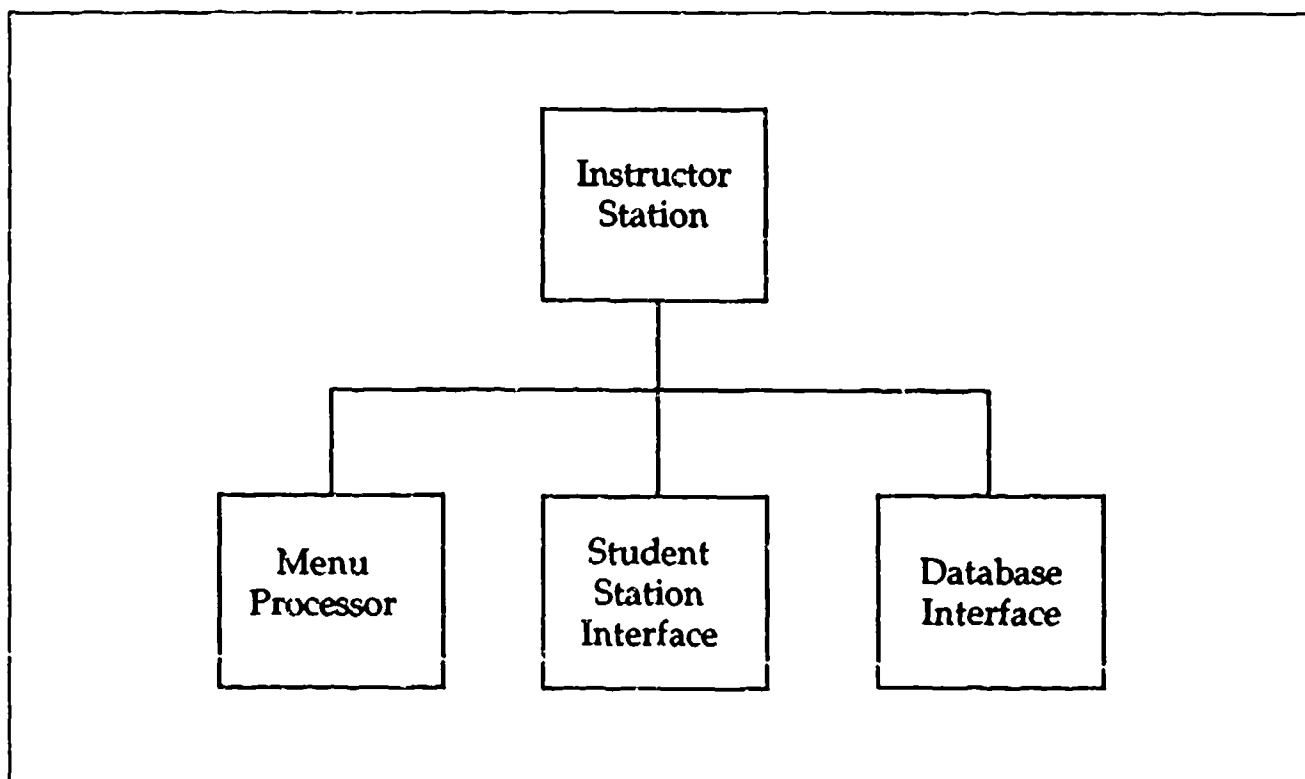 Instructor
Station
Menu
Processor
Student
Station
Interface
Database
Interface